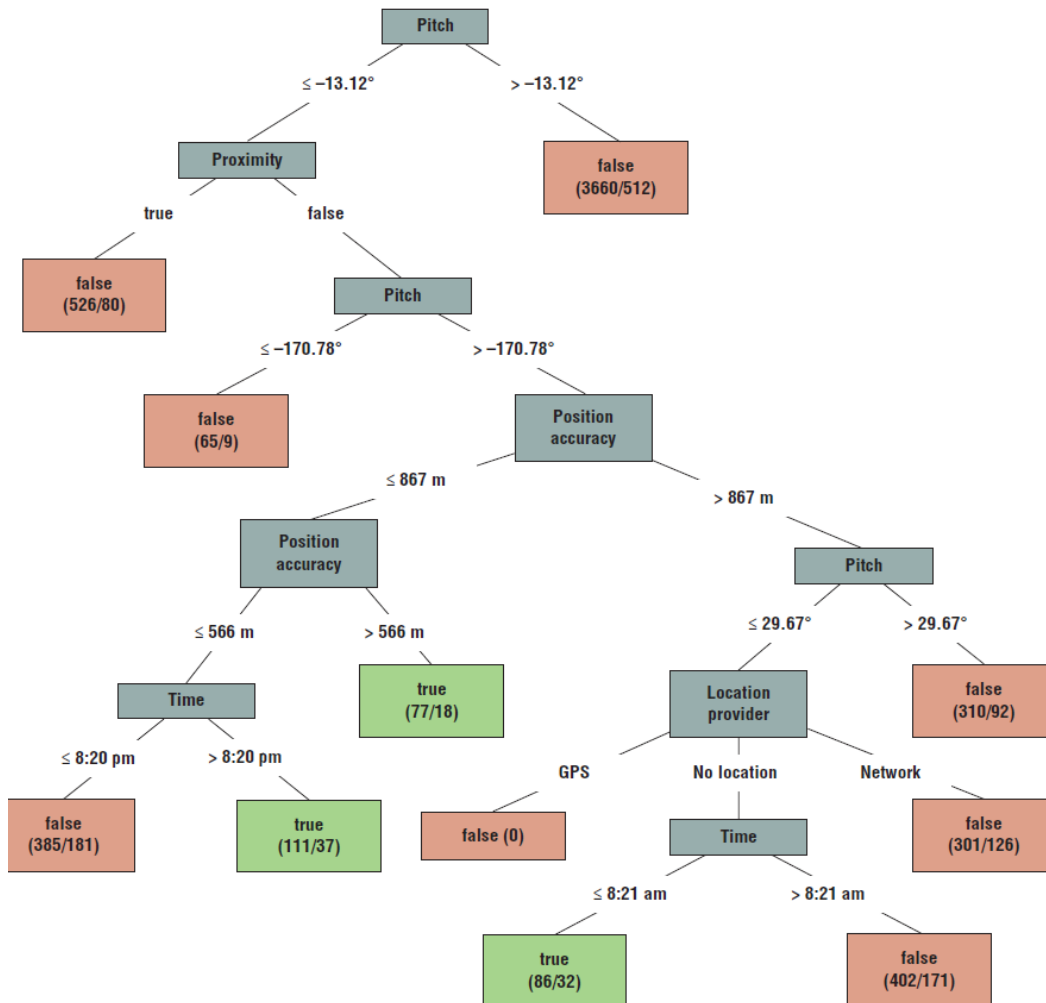 Pitch
≤ –13.12°
> –13.12°
Proximity
false
(3660/512)
true
false
false
(526/80)
Pitch
≤ –170.78°
> –170.78°
false
(65/9)
Position
accuracy
≤ 867 m
> 867 m
Position
accuracy
Pitch
≤ 566 m
> 566 m
≤ 29.67°
> 29.67°
Time
true
(77/18)
Location
provider
false
(310/92)
≤ 8:20 pm
> 8:20 pm
GPS
No location
Network
false
(385/181)
true
(111/37)
false (0)
Time
false
(301/126)
≤ 8:21 am
> 8:21 am
true
(86/32)
false
(402/171)